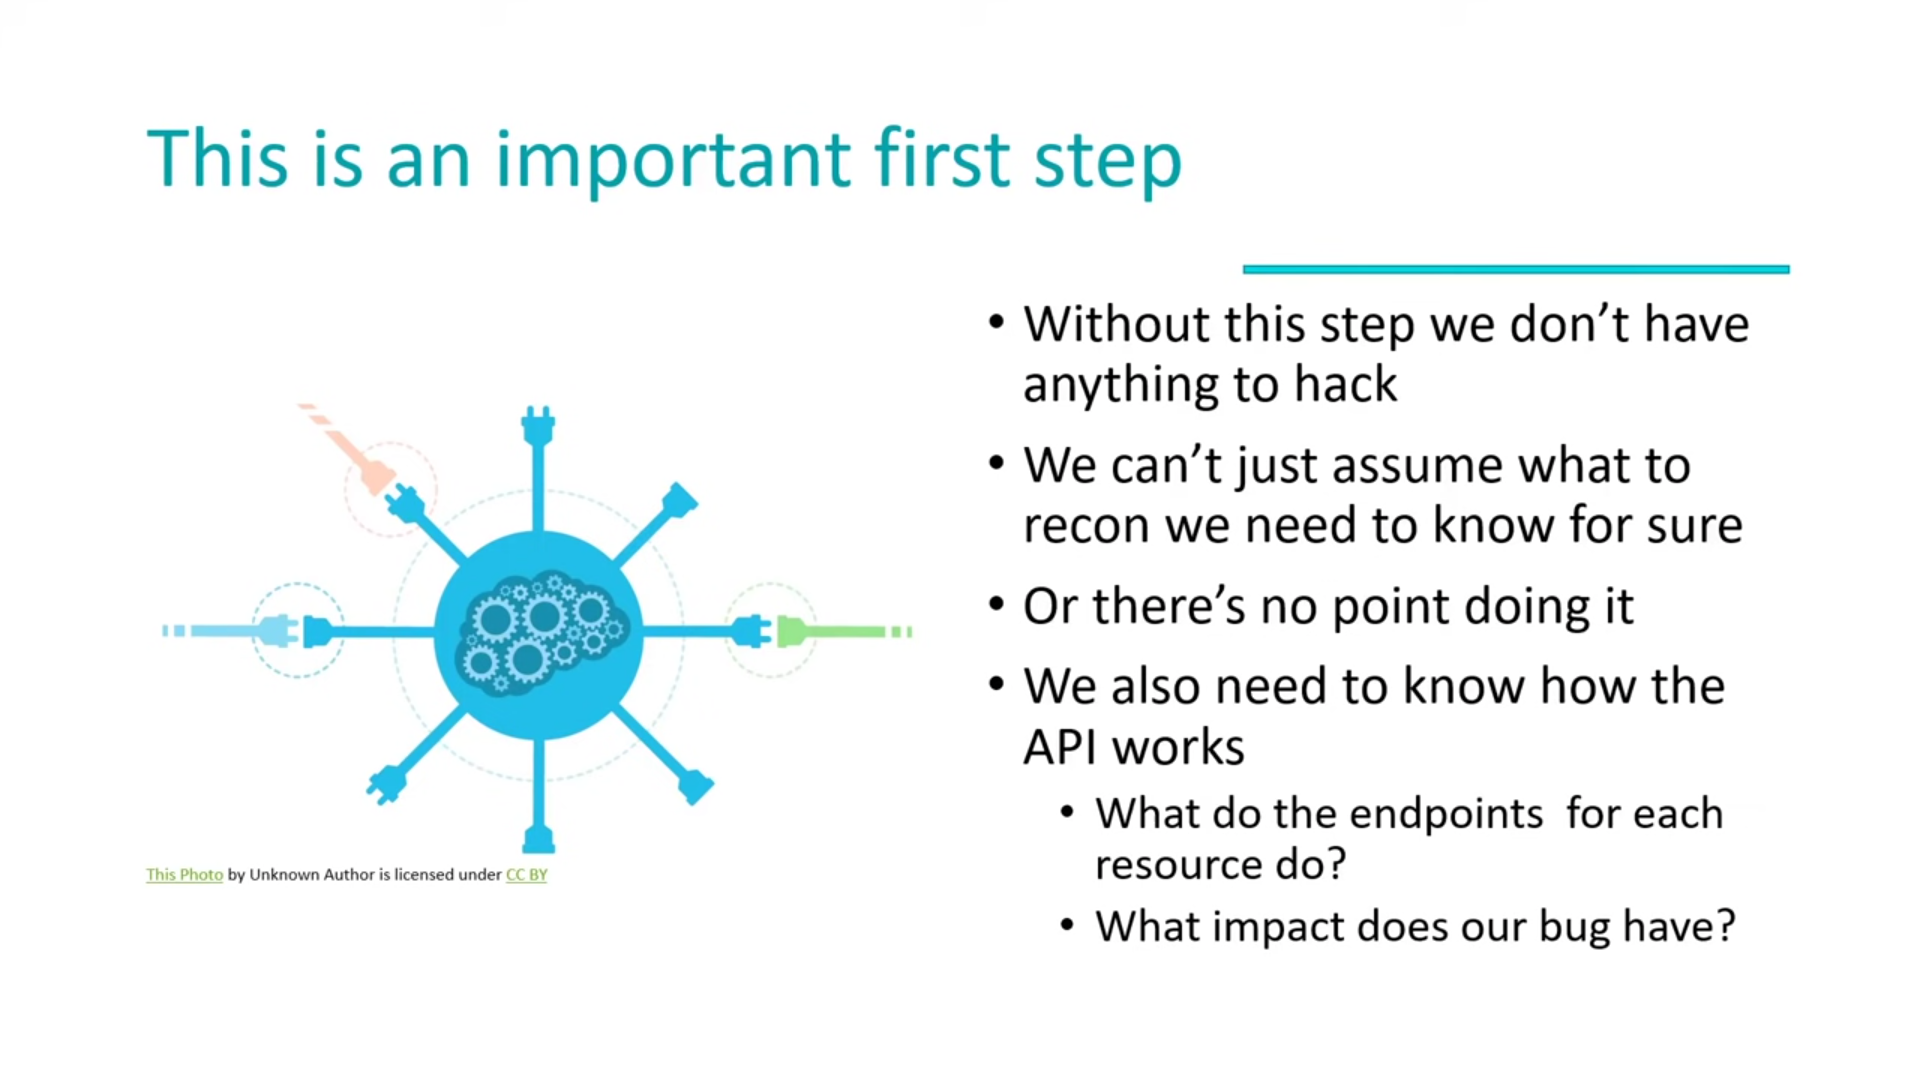 This is an important first step
• Without this step we don’t have
anything to hack
• We can’t just assume what to
recon we need to know for sure
• Or there’s no point doing it
• We also need to know how the
API works
• What do the endpoints  for each
resource do?
• What impact does our bug have?
This Photo by Unknown Author is licensed under CC BY